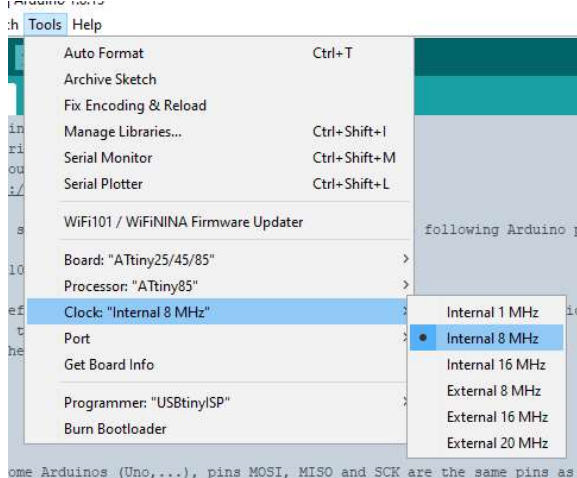 Arduino 1.8.13
Tools Help
Auto Format Ctrl+T
Archive Sketch
Fix Encoding & Reload
Manage Libraries... Ctrl+Shift+I
Serial Monitor Ctrl+Shift+M
Serial Plotter Ctrl+Shift+L
WiFi101 / WiFiNINA Firmware Updater
following Arduino
Board: "ATtiny25/45/85"
Processor: "ATtiny85"
Clock: "Internal 8 MHz"
Internal 1 MHz
Port
Internal 8 MHz
Get Board Info
Internal 16 MHz
External 8 MHz
Programmer: "USBtinyISP"
External 16 MHz
Burn Bootloader
External 20 MHz
ome Arduinos (Uno,...), pins MOSI, MISO and SCK are the same pins as